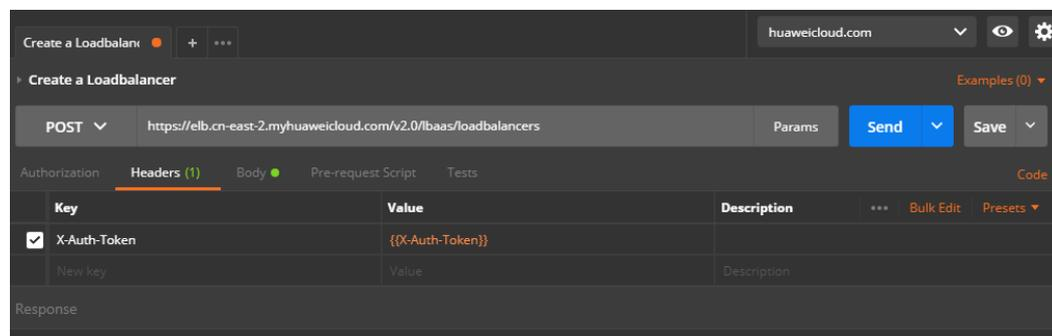 huaweicloud.com
Create a Loadbalanc
Create a Loadbalancer
Examples (0)
POST
https://elb.cn-east-2.myhuaweicloud.com/v2.0/lbaas/loadbalancers
Params
Send
Save
Authorization Headers (1) Body Pre-request Script Tests Code
Key Value Description ••• Bulk Edit Presets
X-Auth-Token {{X-Auth-Token}}
New key Value Description
Response